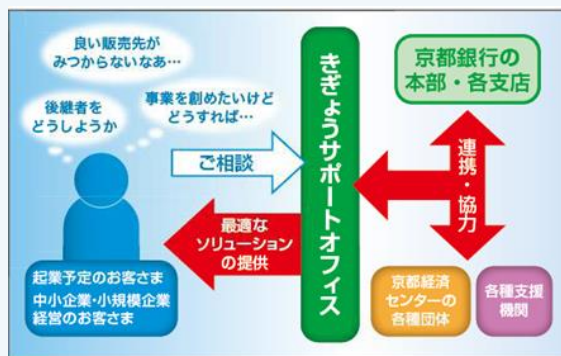 良い販売先が
みつからないなあ…
後継者を
どうしようか
事業を創めたいけど
どうすれば…
ご相談
最適な
ソリューション
の提供
起業予定のお客さま
中小企業・小規模企業
経営のお客さま
きぎょうサポートオフィス
京都銀行の
本部・各支店
連携・協力
京都経済
センターの
各種団体
各種支援
機関